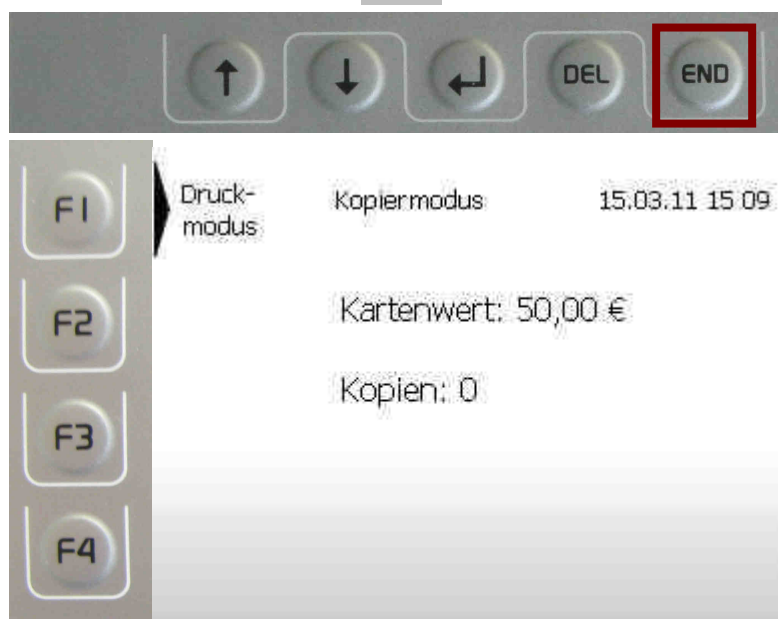 ↑ ↓ ↵ DEL END
F1
Druck-
modus
Kopiermodus 15.03.11 15 09
F2
Kartenwert: 50,00 €
Kopien: 0
F3
F4